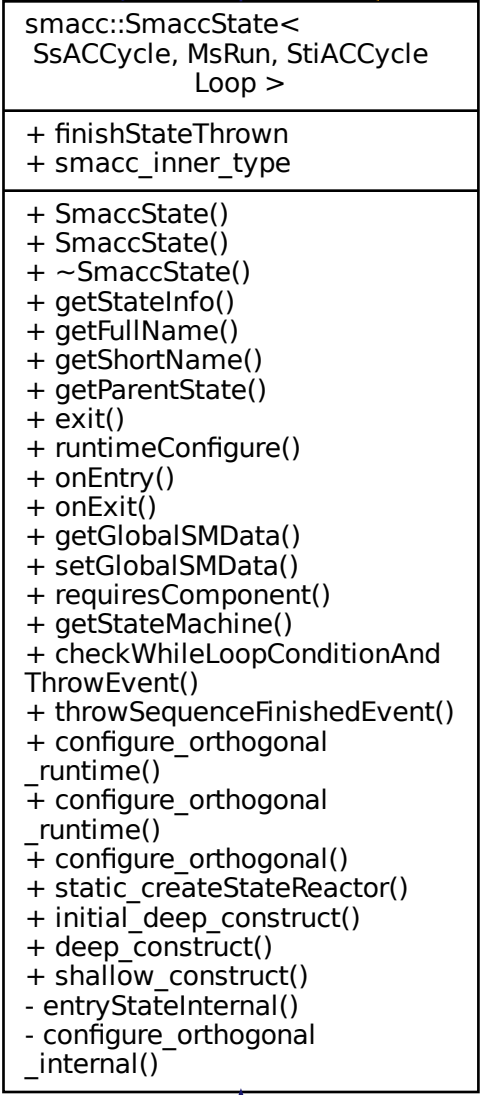 smacc::SmaccState<
SsACCycle, MsRun, StiACCycle
Loop >
+ finishStateThrown
+ smacc_inner_type
+ SmaccState()
+ SmaccState()
+ ~SmaccState()
+ getStateInfo()
+ getFullName()
+ getShortName()
+ getParentState()
+ exit()
+ runtimeConfigure()
+ onEntry()
+ onExit()
+ getGlobalSMData()
+ setGlobalSMData()
+ requiresComponent()
+ getStateMachine()
+ checkWhileLoopConditionAnd
ThrowEvent()
+ throwSequenceFinishedEvent()
+ configure_orthogonal
_runtime()
+ configure_orthogonal
_runtime()
+ configure_orthogonal()
+ static_createStateReactor()
+ initial_deep_construct()
+ deep_construct()
+ shallow_construct()
- entryStateInternal()
- configure_orthogonal
_internal()